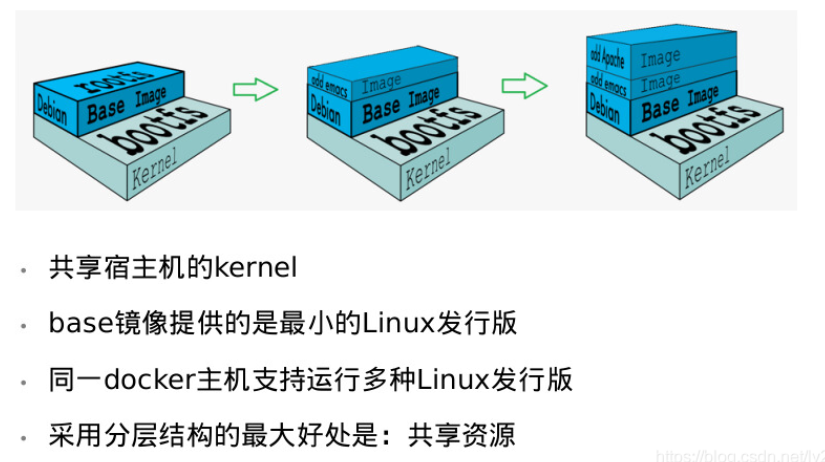 rootfs
Debian
Base Image
bootfs
Kernel
add emacs
Image
Debian
Base Image
bootfs
Kernel
add Apache
Image
add emacs
Image
Debian
Base Image
bootfs
Kernel
• 共享宿主机的kernel
• base镜像提供的是最小的Linux发行版
• 同一docker主机支持运行多种Linux发行版
• 采用分层结构的最大好处是：共享资源